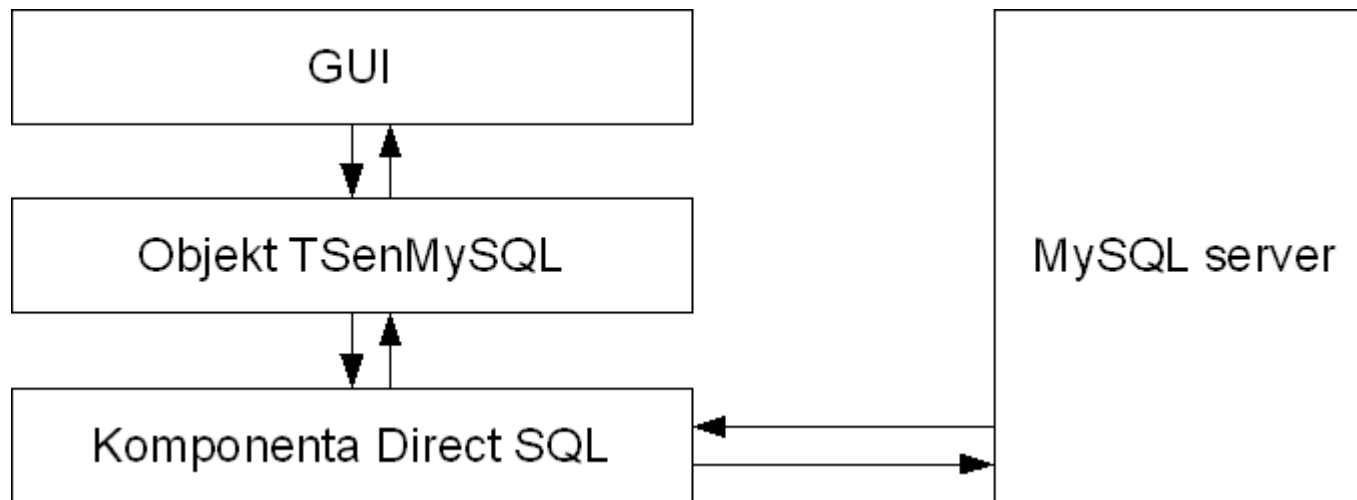 GUI
Objekt TSenMySQL
MySQL server
Komponenta Direct SQL